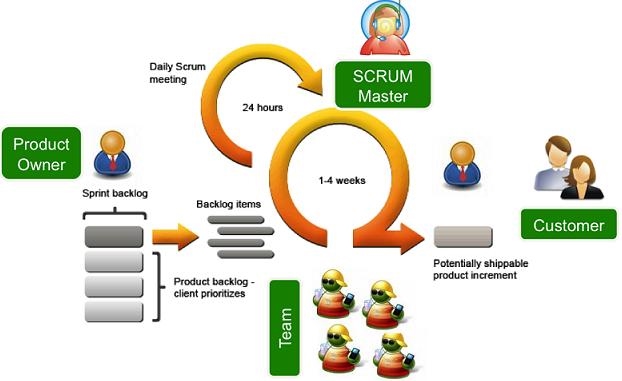 Daily Scrum
meeting
24 hours
SCRUM
Master
Product
Owner
1-4 weeks
Sprint backlog
Backlog items
Customer
Potentially shippable
product increment
Product backlog -
client prioritizes
Team